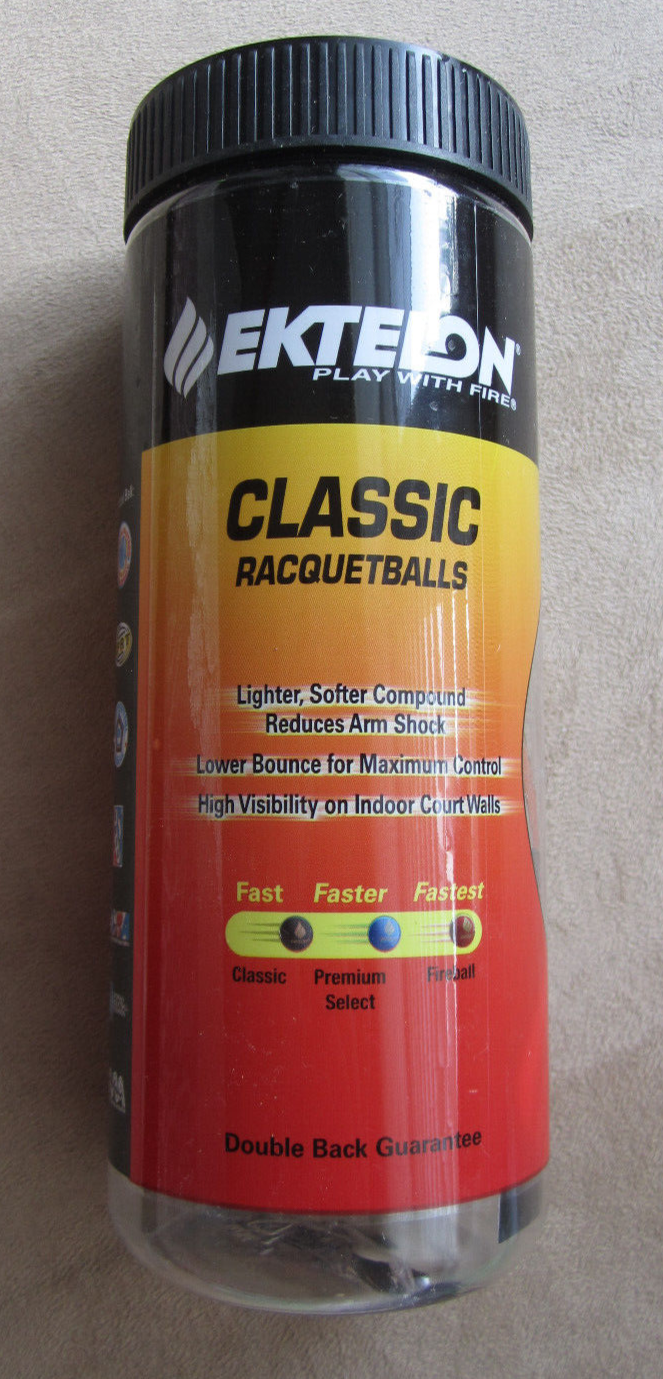 EKTELON®
PLAY WITH FIRE®
CLASSIC
RACQUETBALLS
Lighter, Softer Compound
Reduces Arm Shock
Lower Bounce for Maximum Control
High Visibility on Indoor Court Walls
Fast Faster Fastest
Classic Premium Select Fireball
Double Back Guarantee